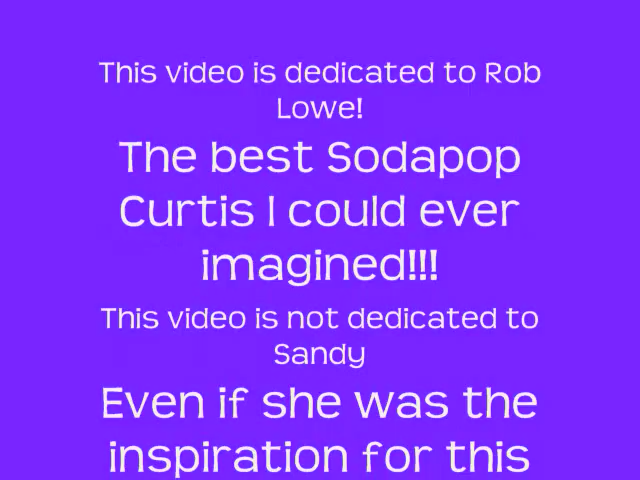 This video is dedicated to Rob
Lowe!
The best Sodapop
Curtis I could ever
imagined!!!
This video is not dedicated to
Sandy
Even if she was the
inspiration for this